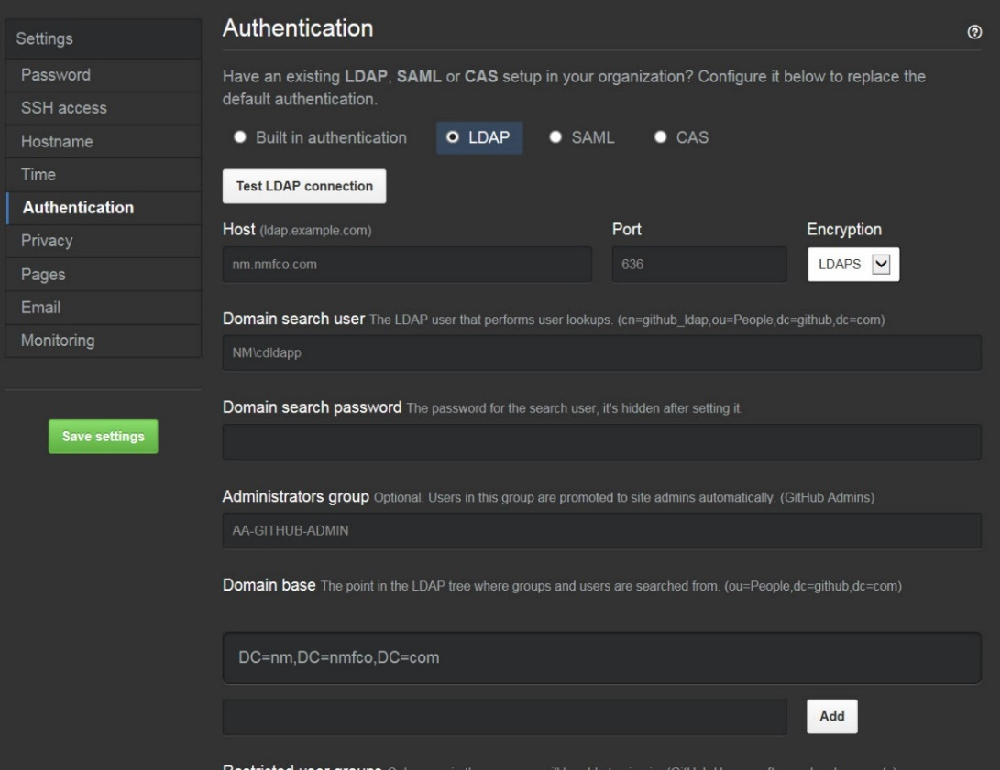 Settings
Password
SSH access
Hostname
Time
Authentication
Privacy
Pages
Email
Monitoring
Save settings
Authentication
Have an existing LDAP, SAML or CAS setup in your organization? Configure it below to replace the
default authentication.
Built in authentication LDAP SAML CAS
Test LDAP connection
Host (ldap.example.com) Port Encryption
nm.nmfco.com 636 LDAPS
Domain search user The LDAP user that performs user lookups. (cn=github_ldap,ou=People,dc=github,dc=com)
NM\cdldapp
Domain search password The password for the search user, it's hidden after setting it.
Administrators group Optional. Users in this group are promoted to site admins automatically. (GitHub Admins)
AA-GITHUB-ADMIN
Domain base The point in the LDAP tree where groups and users are searched from. (ou=People,dc=github,dc=com)
DC=nm,DC=nmfco,DC=com
Add
Restricted user groups